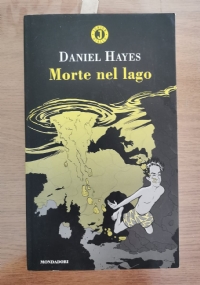 DANIEL HAYES
Morte nel lago
MONDADORI